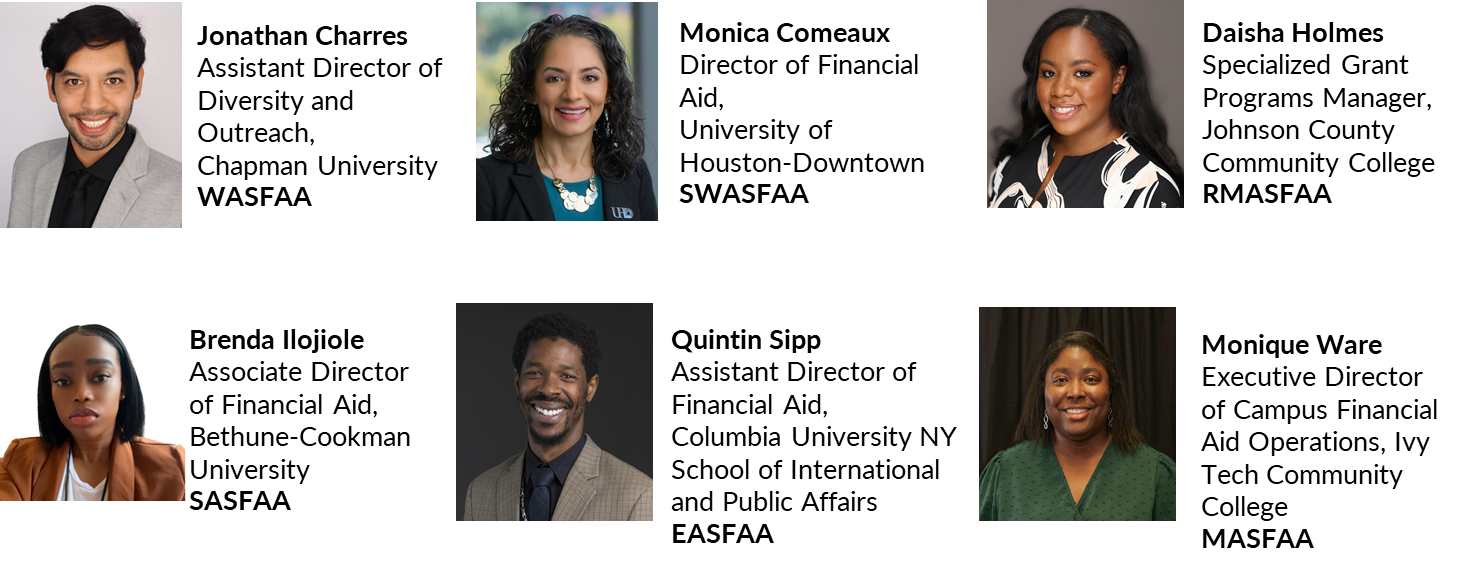 Jonathan Charres
Assistant Director of
Diversity and
Outreach,
Chapman University
WASFAA
Monica Comeaux
Director of Financial
Aid,
University of
Houston-Downtown
SWASFAA
UHD
Daisha Holmes
Specialized Grant
Programs Manager,
Johnson County
Community College
RMASFAA
Brenda Ilojiole
Associate Director
of Financial Aid,
Bethune-Cookman
University
SASFAA
Quintin Sipp
Assistant Director of
Financial Aid,
Columbia University NY
School of International
and Public Affairs
EASFAA
Monique Ware
Executive Director
of Campus Financial
Aid Operations, Ivy
Tech Community
College
MASFAA